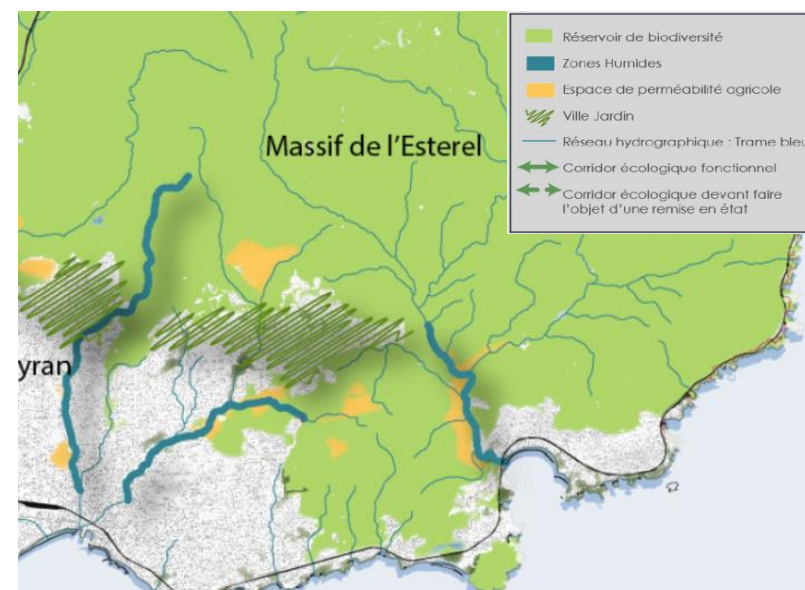 Réservoir de biodiversité
Zones Humides
Espace de perméabilité agricole
Ville Jardin
Réseau hydrographique : Trame bleu
Corridor écologique fonctionnel
Corridor écologique devant faire
l'objet d'une remise en état
Massif de l'Esterel
yran